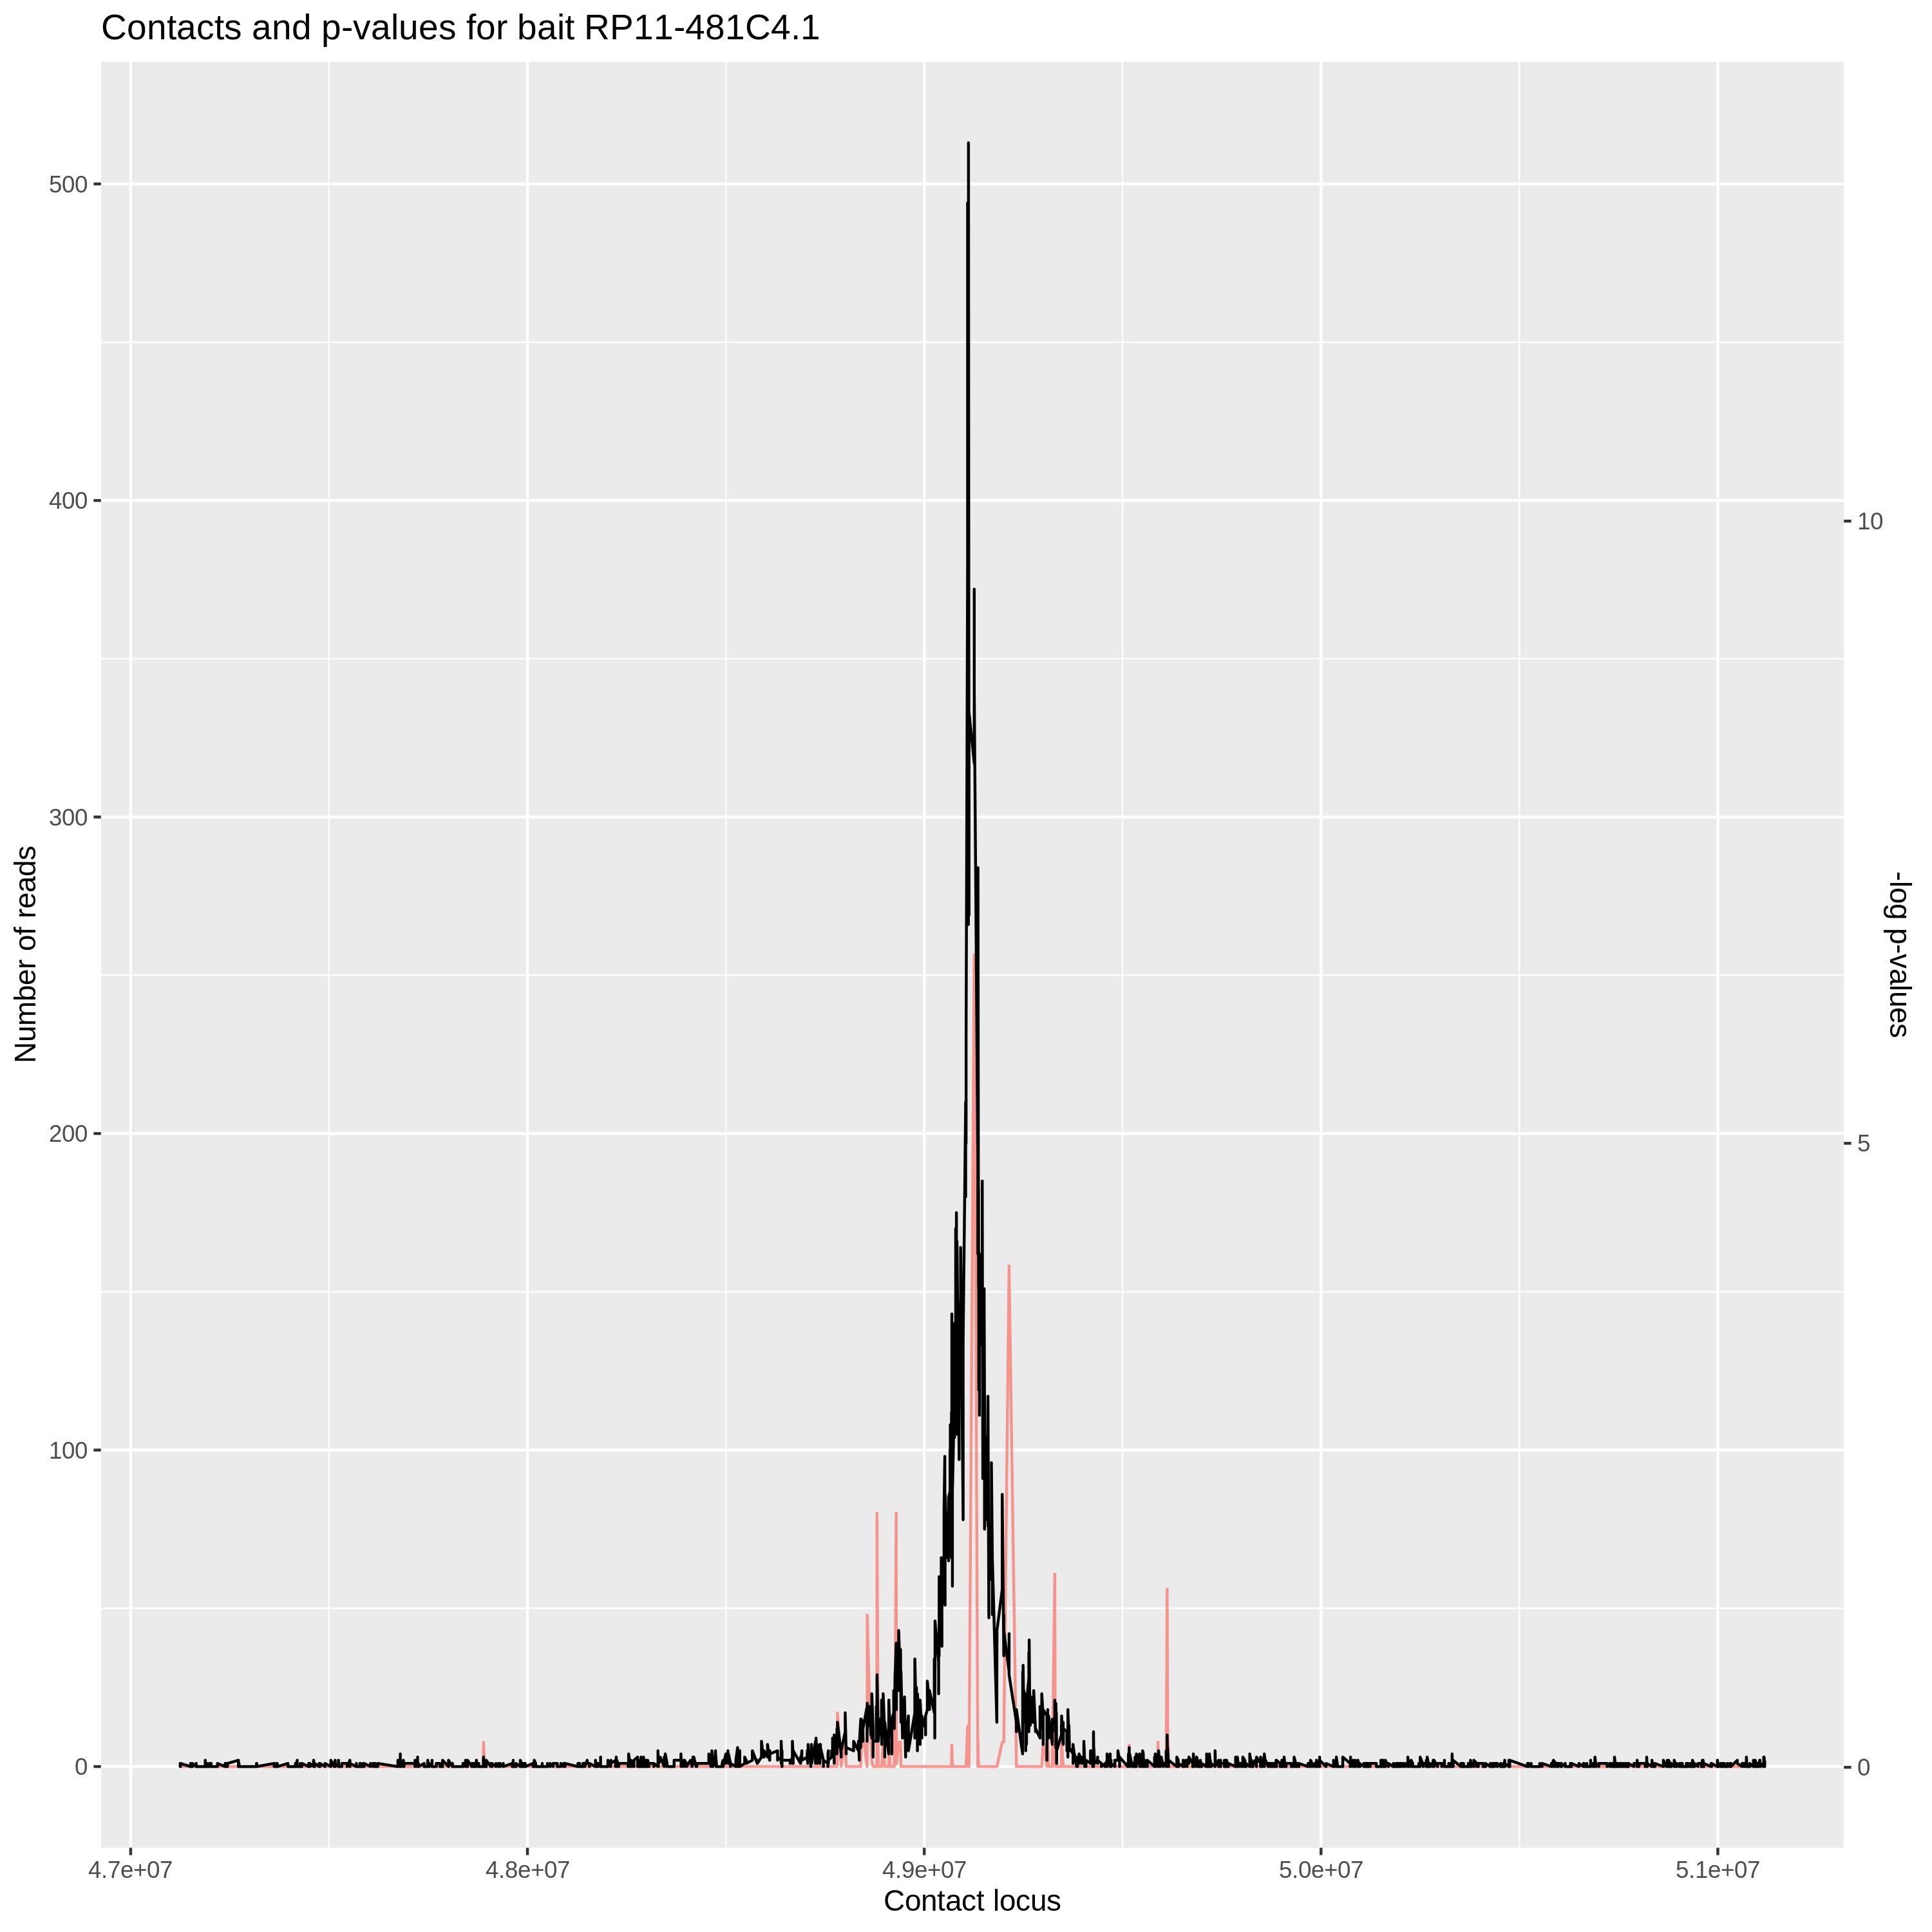 Contacts and p-values for bait RP11-481C4.1
500
400
300
200
100
0
Number of reads
10
5
0
-log p-values
4.7e+07 4.8e+07 4.9e+07 5.0e+07 5.1e+07
Contact locus